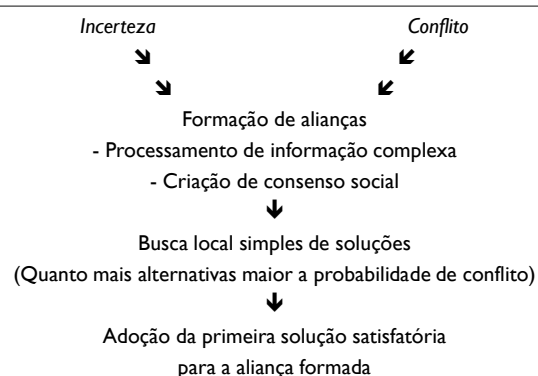 Incerteza Conflito
Formação de alianças
- Processamento de informação complexa
- Criação de consenso social
Busca local simples de soluções
(Quanto mais alternativas maior a probabilidade de conflito)
Adoção da primeira solução satisfatória
para a aliança formada